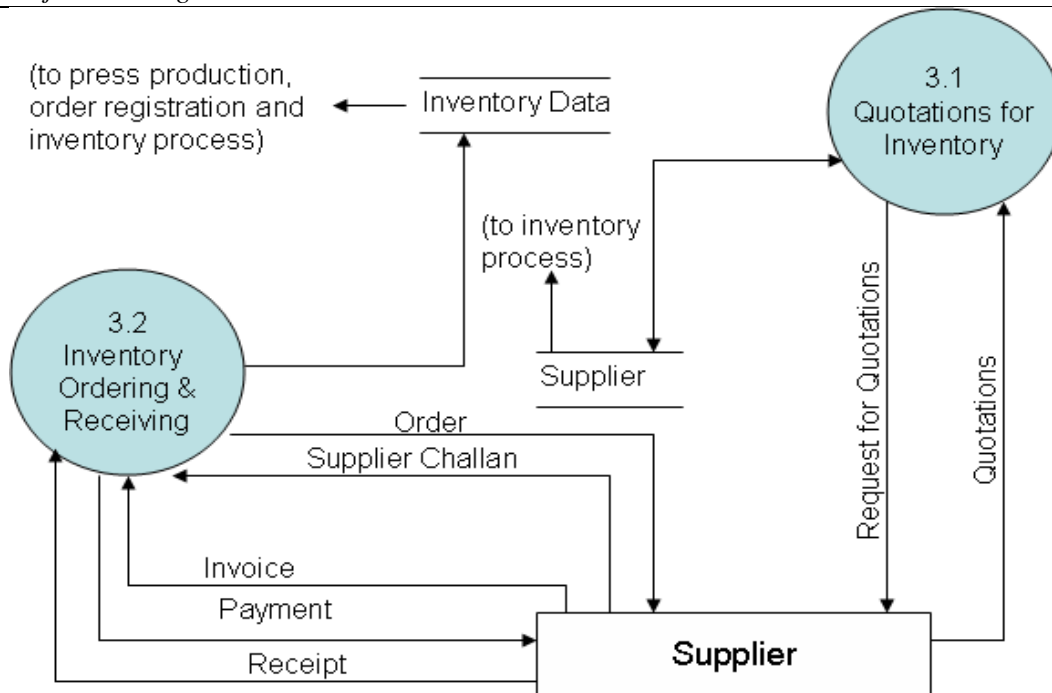 (to press production,
order registration and
inventory process)
Inventory Data
3.1
Quotations for
Inventory
(to inventory
process)
3.2
Inventory
Ordering &
Receiving
Supplier
Order
Supplier Challan
Request for Quotations
Quotations
Invoice
Payment
Receipt
Supplier